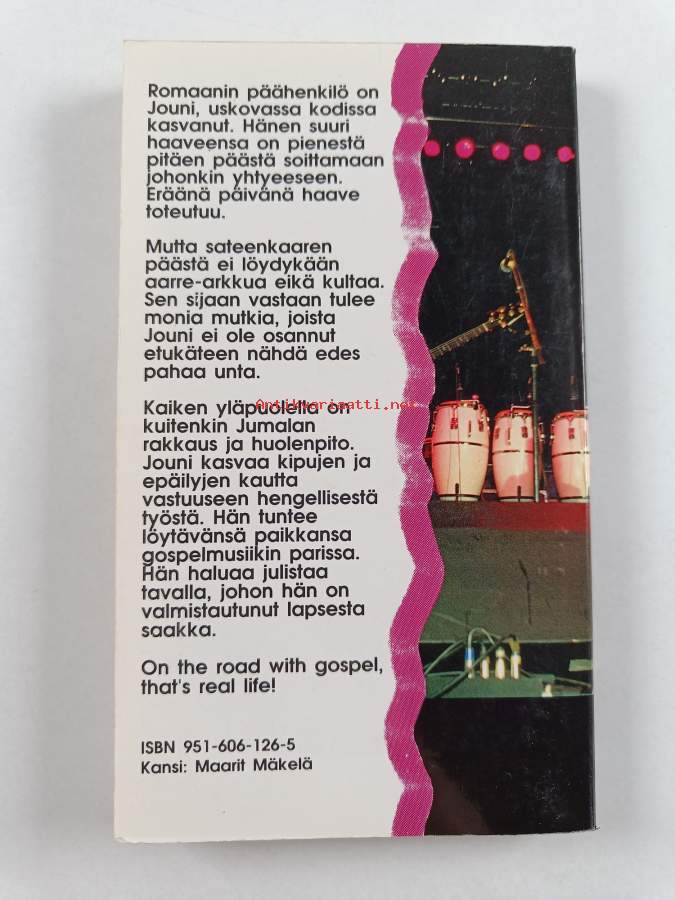 Romaanin päähenkilö on
Jouni, uskovassa kodissa
kasvanut. Hänen suuri
haaveensa on pienestä
pitäen päästä soittamaan
johonkin yhtyeeseen.
Eräänä päivänä haave
toteutuu.
Mutta sateenkaaren
päästä ei löydykään
aarre-arkkua eikä kultaa.
Sen sijaan vastaan tulee
monia mutkia, joista
Jouni ei ole osannut
etukäteen nähdä edes
pahaa unta.
Antikvariaatti.net
Kaiken yläpuolella on
kuitenkin Jumalan
rakkaus ja huolenpito.
Jouni kasvaa kipujen ja
epäilyjen kautta
vastuuseen hengellisestä
työstä. Hän tuntee
löytävänsä paikkansa
gospelmusiikin parissa.
Hän haluaa julistaa
tavalla, johon hän on
valmistautunut lapsesta
saakka.
On the road with gospel,
that's real life!
ISBN 951-606-126-5
Kansi: Maarit Mäkelä